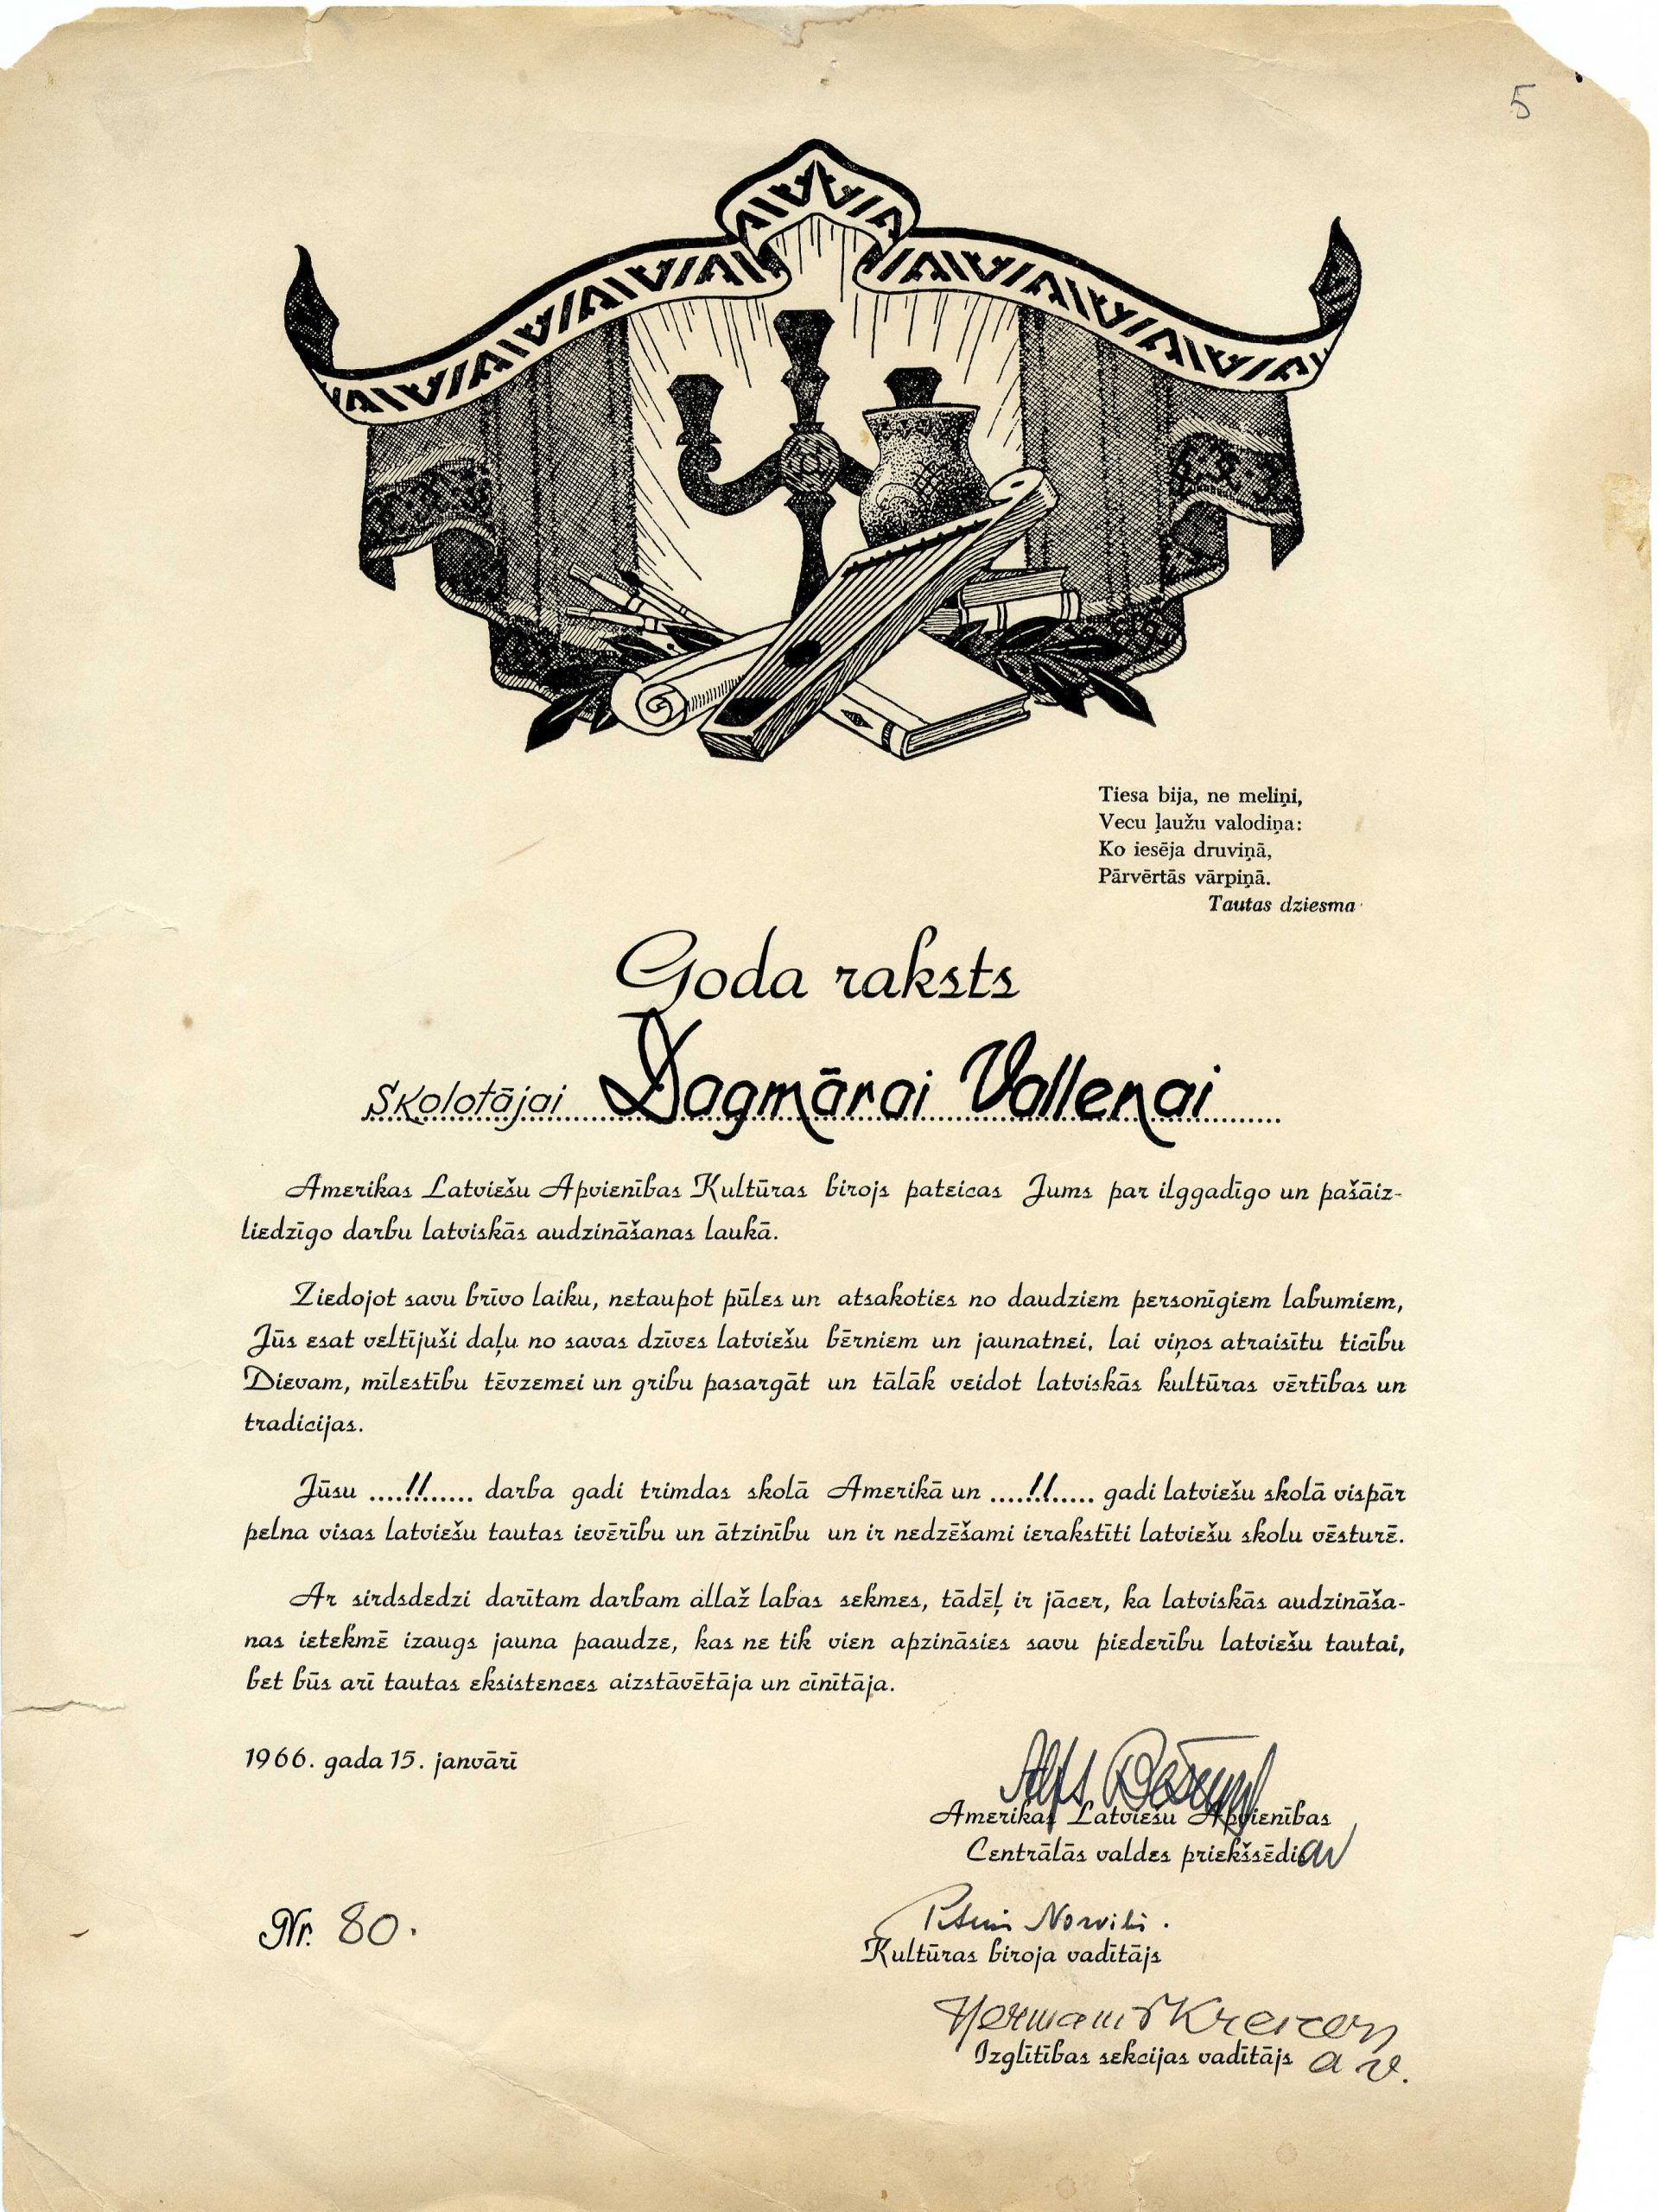 5
Tiesa bija, ne meliņi,
Vecu ļaužu valodiņa:
Ko iesēja druviņā,
Pārvērtās vārpiņā.
Tautas dziesma
Goda raksts
Skolotājai Dagmārai Vallenai
Amerikas Latviešu Apvienības Kultūras birojs pateicas Jums par ilggadīgo un pašaiz-
liedzīgo darbu latviskās audzināšanas laukā.
Ziedojot savu brīvo laiku, netaupot pūles un atsakoties no daudziem personīgiem labumiem,
Jūs esat veltījuši daļu no savas dzīves latviešu bērniem un jaunatnei, lai viņos atraisītu ticību
Dievam, mīlestību tēvzemei un gribu pasargāt un tālāk veidot latviskās kultūras vērtības un
tradicijas.
Jūsu ....11...... darba gadi trimdas skolā Amerikā un ....11..... gadi latviešu skolā vispār
pelna visas latviešu tautas ievērību un atzinību un ir nedzēšami ierakstīti latviešu skolu vēsturē.
Ar sirdsdedzi darītam darbam allaž labas sekmes, tādēļ ir jācer, ka latviskās audzināša-
nas ietekmē izaugs jauna paaudze, kas ne tik vien apzināsies savu piederību latviešu tautai,
bet būs arī tautas eksistences aizstāvētāja un cīnītāja.
1966. gada 15. janvārī
Amerikas Latviešu Apvienības
Centrālās valdes priekšsēdis
Nr. 80.
Norvilis.
Kultūras biroja vadītājs
Hermanis Kreicers
Izglītības sekcijas vadītājs a v.